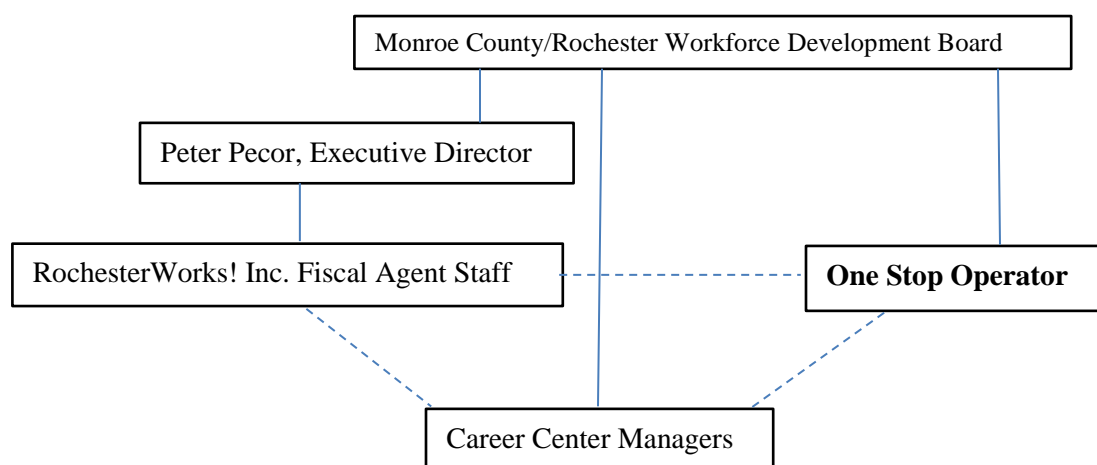 Monroe County/Rochester Workforce Development Board
Peter Pecor, Executive Director
RochesterWorks! Inc. Fiscal Agent Staff
One Stop Operator
Career Center Managers